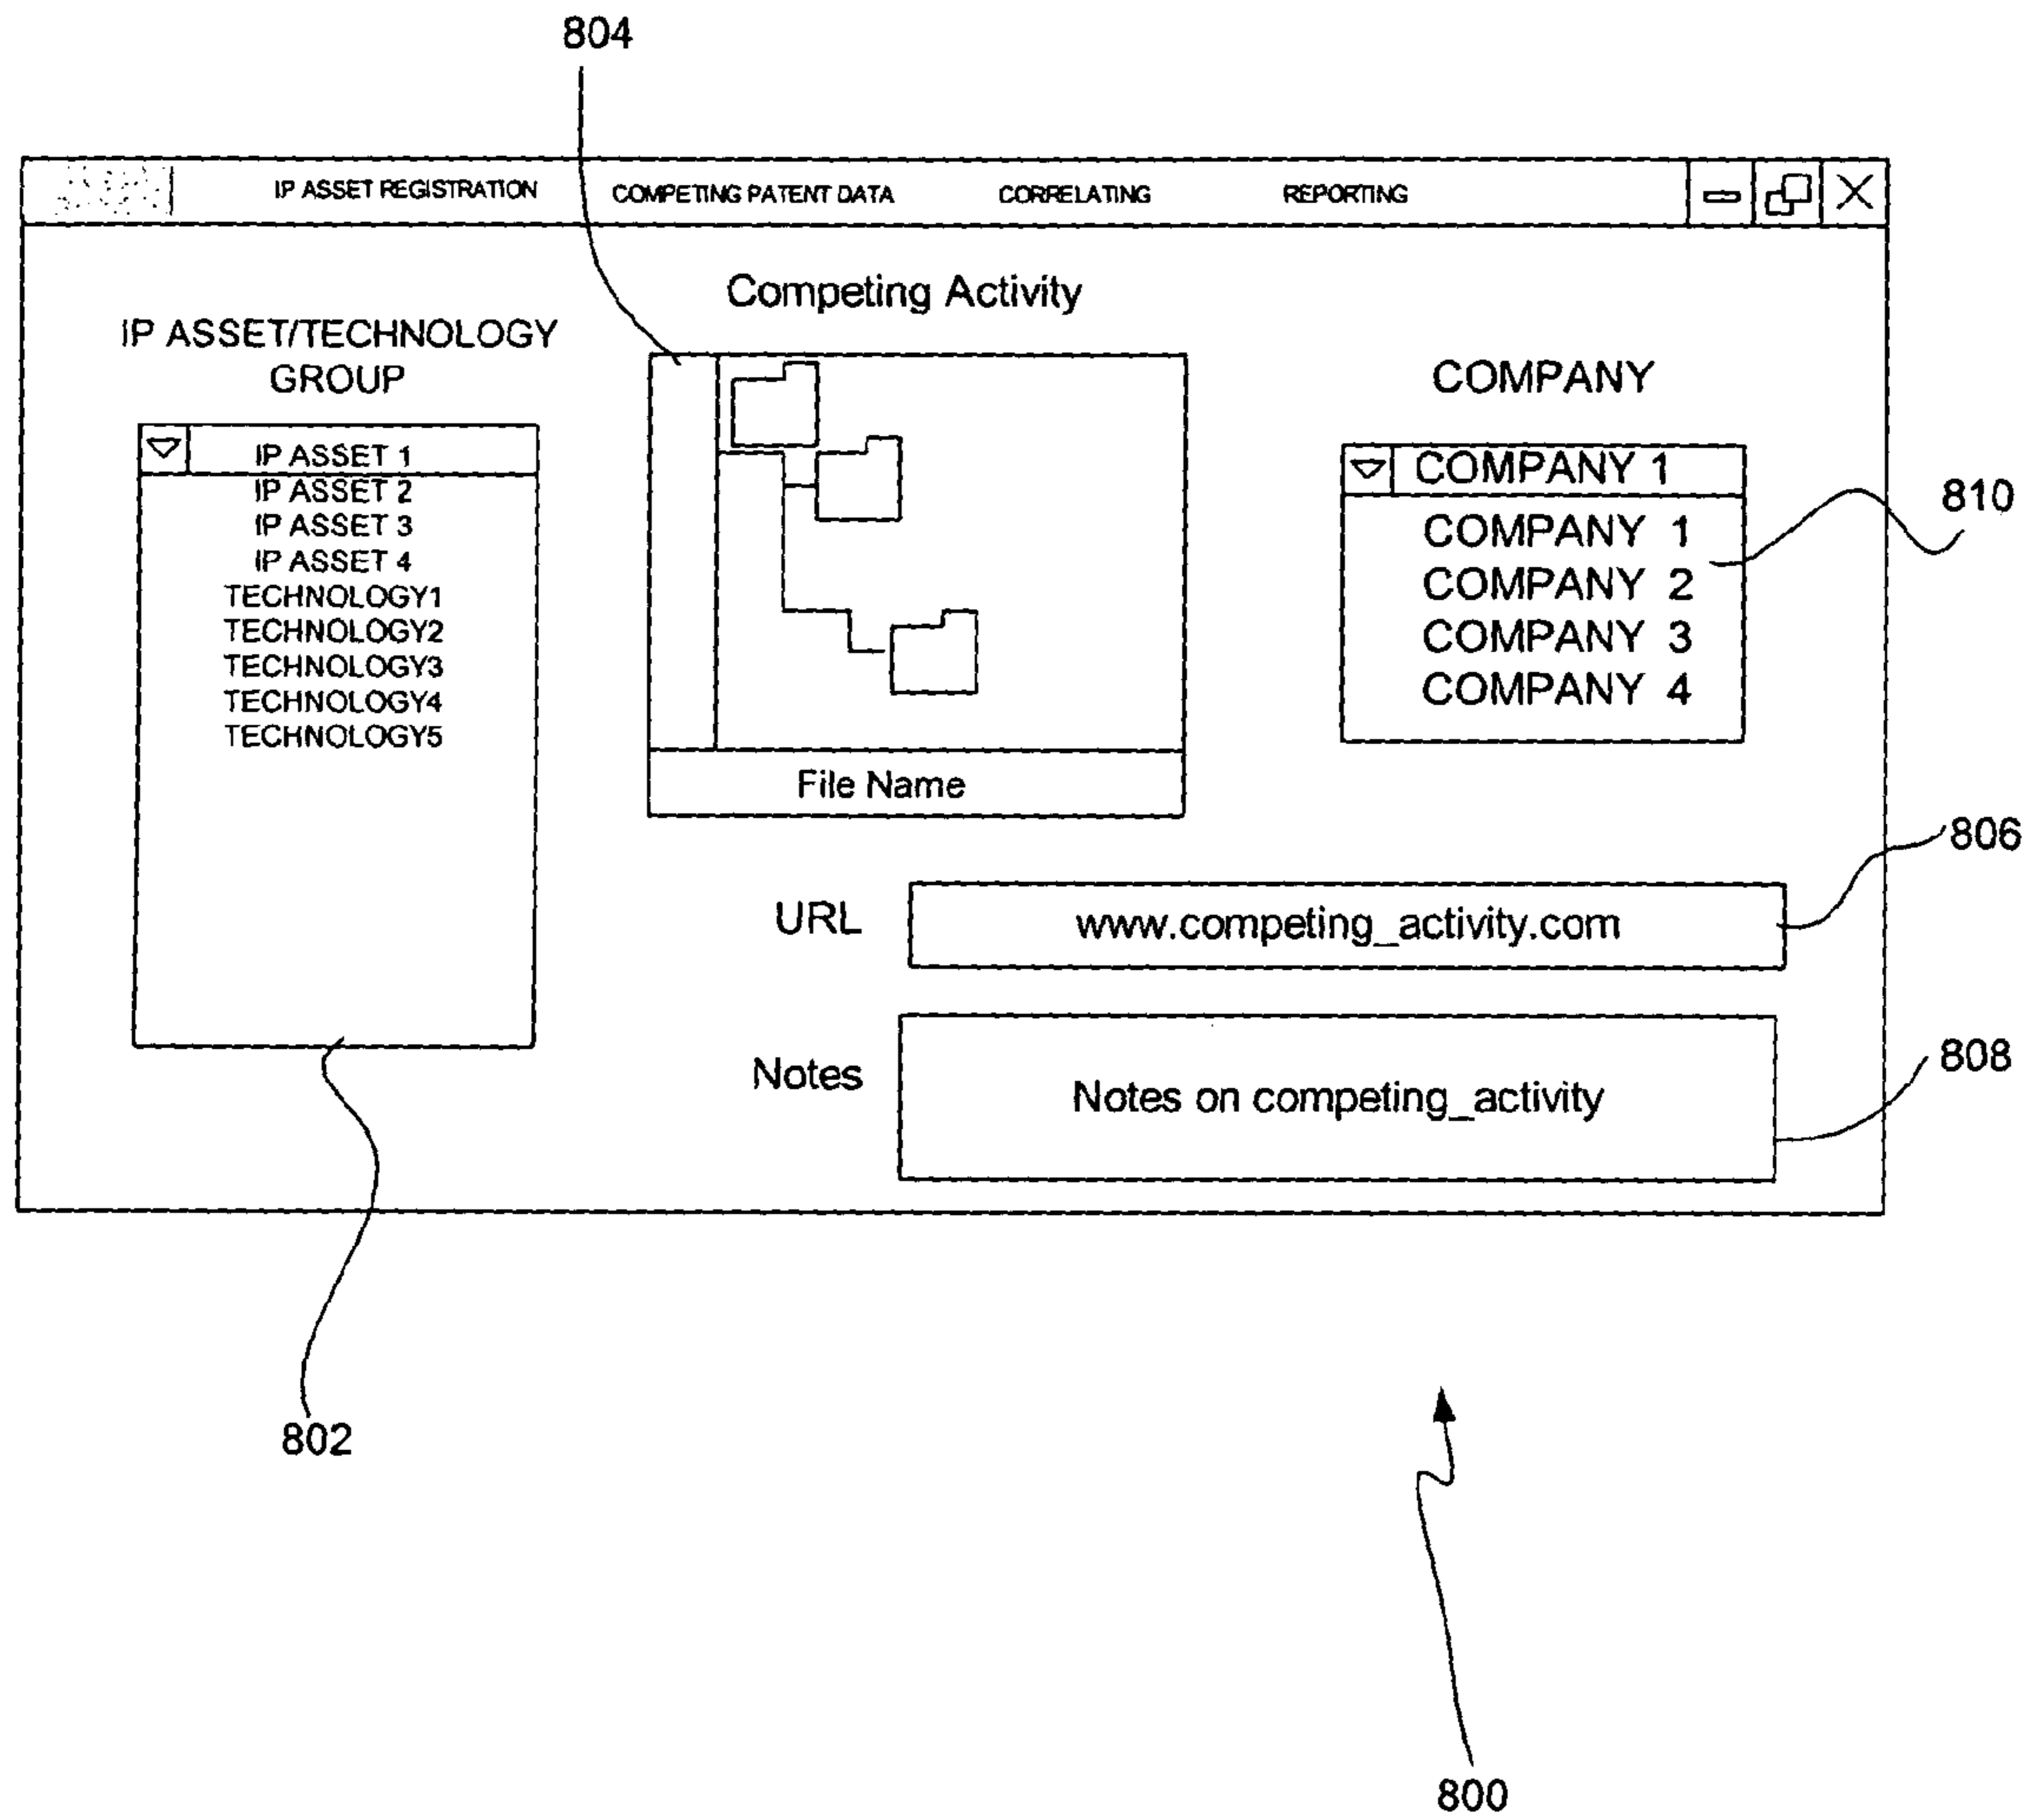 804
IP ASSET REGISTRATION COMPETING PATENT DATA CORRELATING REPORTING
Competing Activity
IP ASSET/TECHNOLOGY
GROUP
IP ASSET 1
IP ASSET 2
IP ASSET 3
IP ASSET 4
TECHNOLOGY1
TECHNOLOGY2
TECHNOLOGY3
TECHNOLOGY4
TECHNOLOGY5
File Name
COMPANY
COMPANY 1
COMPANY 1
COMPANY 2
COMPANY 3
COMPANY 4
810
806
URL www.competing_activity.com
808
Notes Notes on competing_activity
802
800